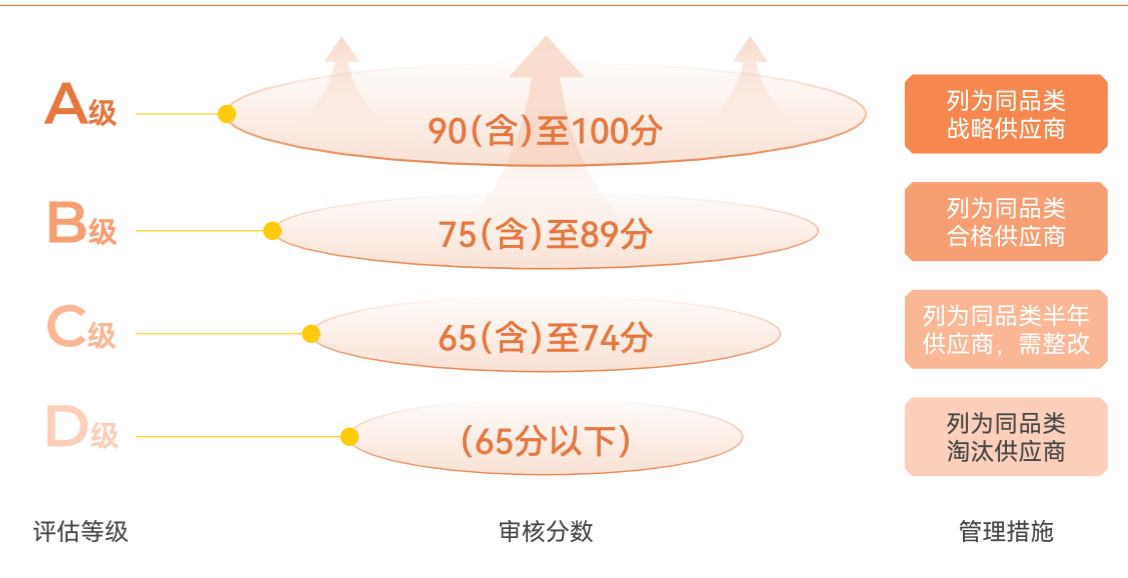 A级
90(含)至100分
列为同品类
战略供应商
B级
75(含)至89分
列为同品类
合格供应商
C级
65(含)至74分
列为同品类半年
供应商，需整改
D级
(65分以下)
列为同品类
淘汰供应商
评估等级
审核分数
管理措施